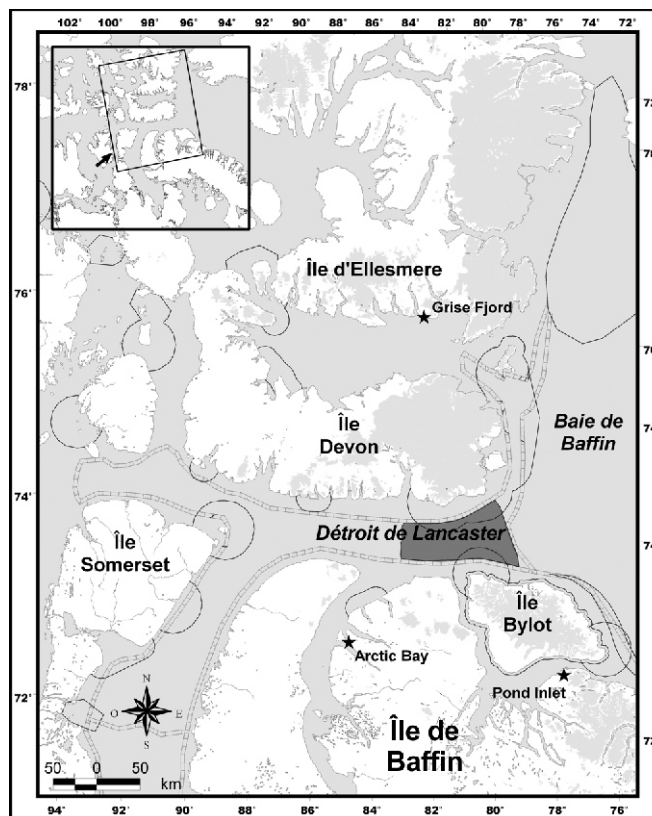 102 100 98 96 94 92 90 88 86 84 82 80 78 76 72
78
78
Île d'Ellesmere
76
Grise Fjord
Île
Devon
Baie de
Baffin
74
Détroit de Lancaster
Île
Somerset
Île
Bylot
Arctic Bay
Pond Inlet
72
N
O E
S
Île de
Baffin
50 0 50
km
94 92 90 88 86 84 82 80 78 76